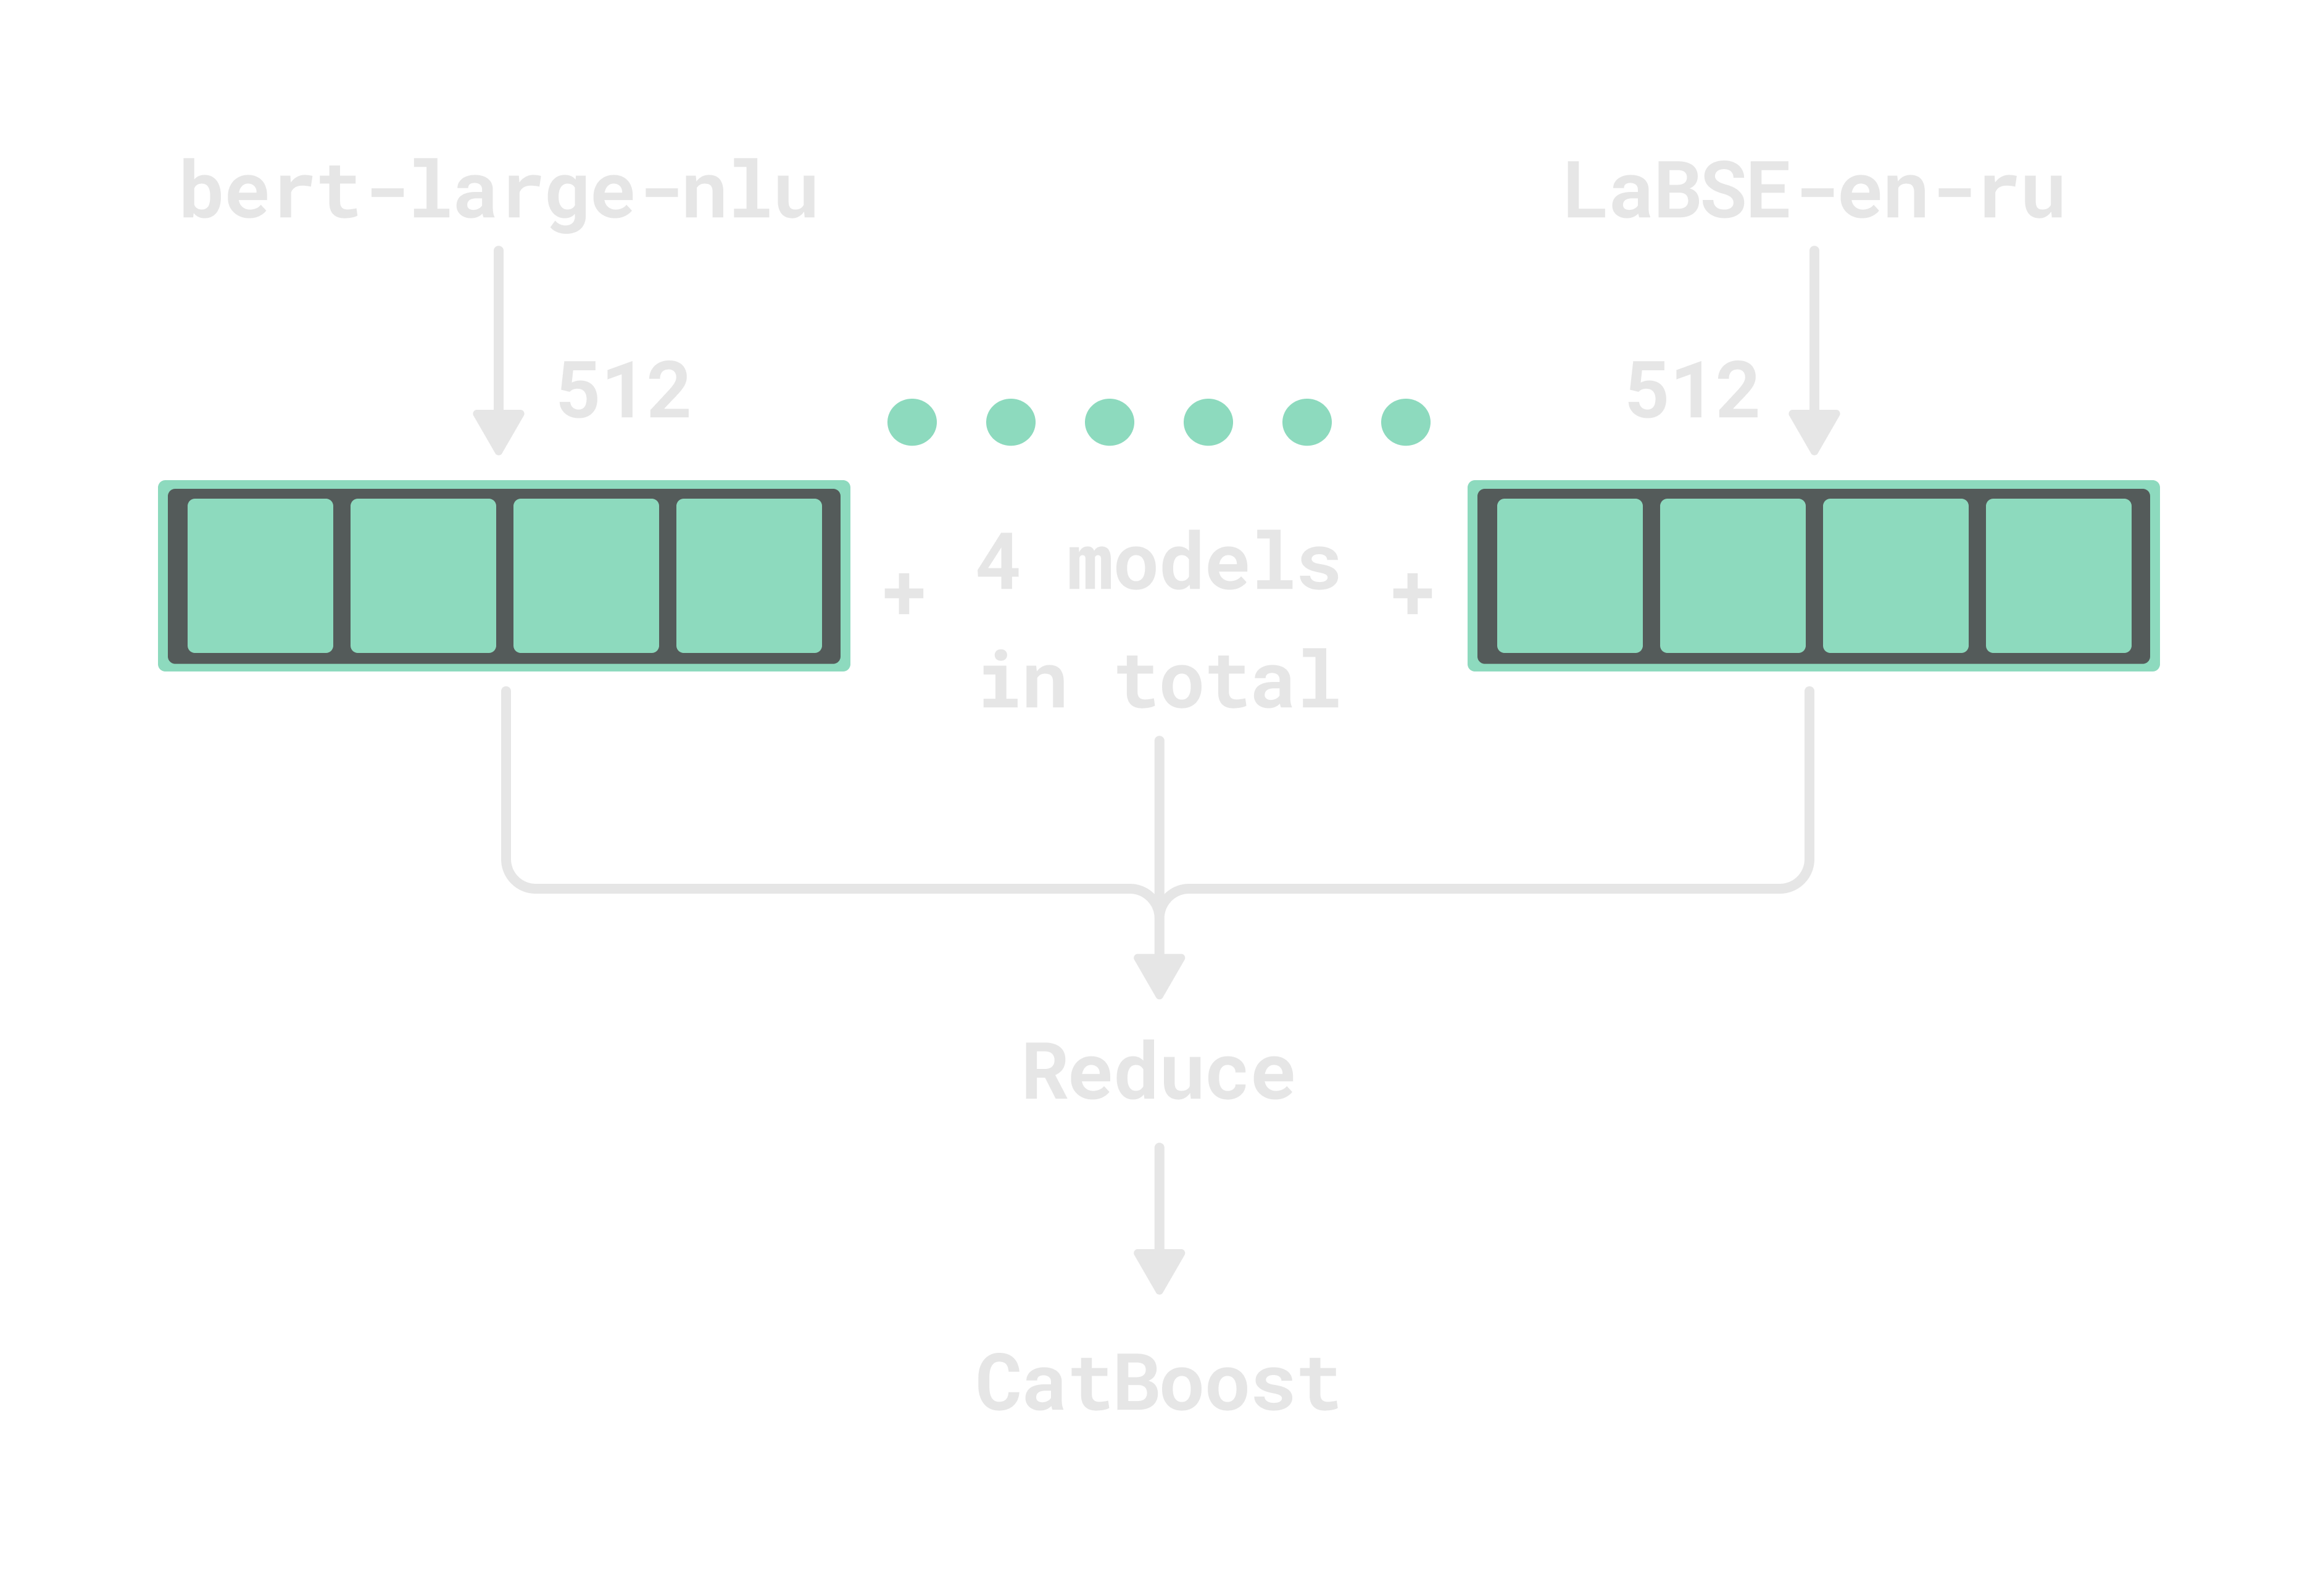 bert-large-nlu
LaBSE-en-ru
512
512
+
4 models
in total
+
Reduce
CatBoost